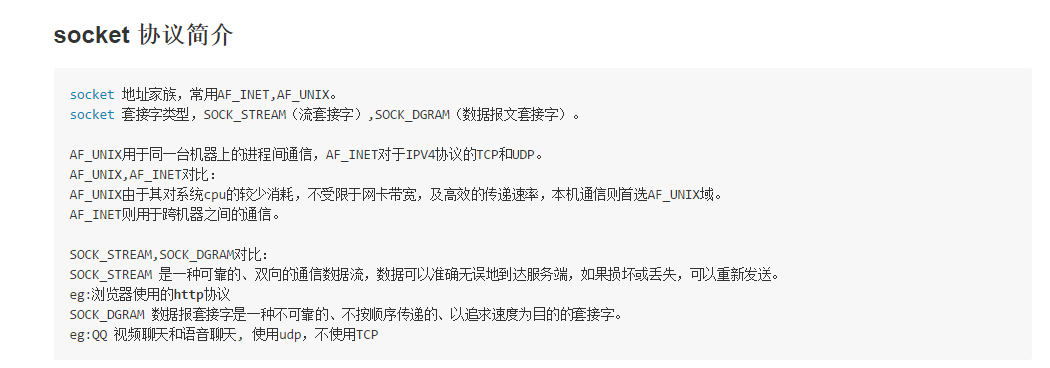 socket 协议简介
socket 地址家族，常用AF_INET,AF_UNIX。
socket 套接字类型，SOCK_STREAM（流套接字）,SOCK_DGRAM（数据报文套接字）。
AF_UNIX用于同一台机器上的进程间通信，AF_INET对于IPV4协议的TCP和UDP。
AF_UNIX,AF_INET对比：
AF_UNIX由于其对系统cpu的较少消耗，不受限于网卡带宽，及高效的传递速率，本机通信则首选AF_UNIX域。
AF_INET则用于跨机器之间的通信。
SOCK_STREAM,SOCK_DGRAM对比：
SOCK_STREAM 是一种可靠的、双向的通信数据流，数据可以准确无误地到达服务端，如果损坏或丢失，可以重新发送。
eg:浏览器使用的http协议
SOCK_DGRAM 数据报套接字是一种不可靠的、不按顺序传递的、以追求速度为目的的套接字。
eg:QQ 视频聊天和语音聊天, 使用udp，不使用TCP